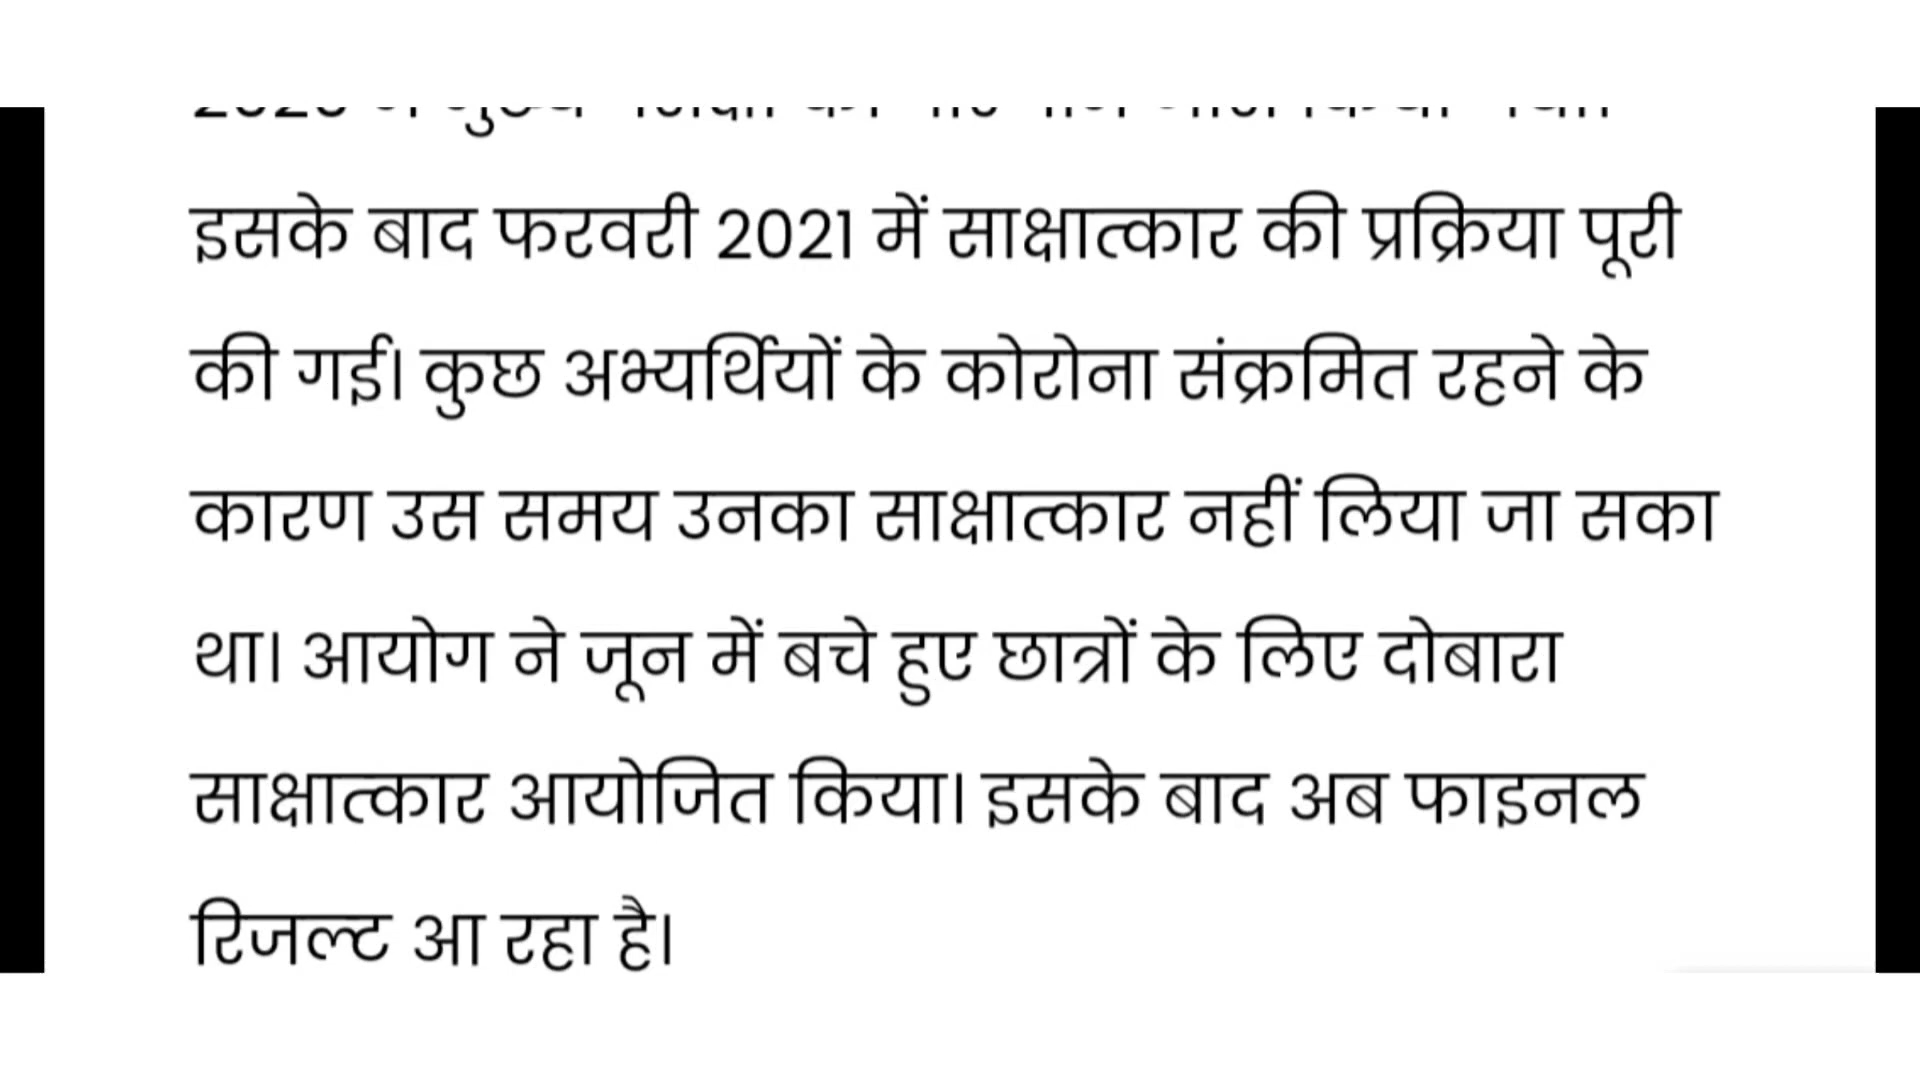 इसके बाद फरवरी 2021 में साक्षात्कार की प्रक्रिया पूरी
की गई। कुछ अभ्यर्थियों के कोरोना संक्रमित रहने के
कारण उस समय उनका साक्षात्कार नहीं लिया जा सका
था। आयोग ने जून में बचे हुए छात्रों के लिए दोबारा
साक्षात्कार आयोजित किया। इसके बाद अब फाइनल
रिजल्ट आ रहा है।